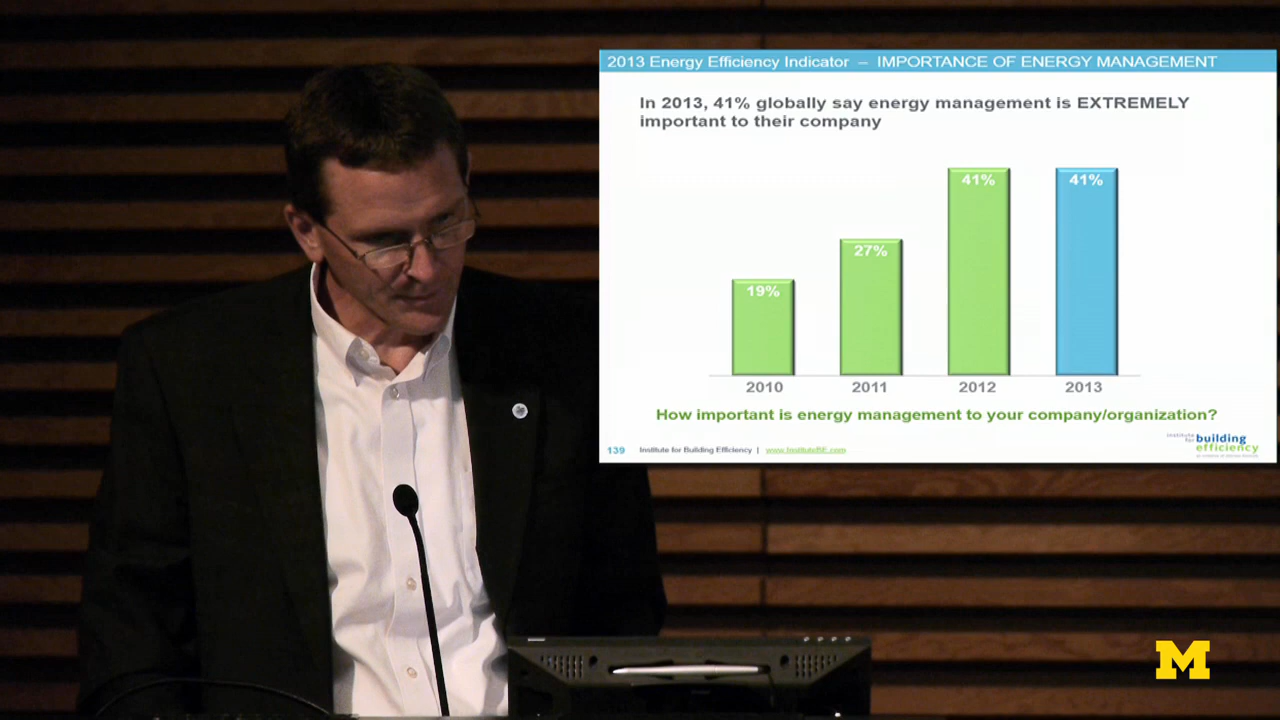 2013 Energy Efficiency Indicator – IMPORTANCE OF ENERGY MANAGEMENT
In 2013, 41% globally say energy management is EXTREMELY
important to their company
41%
41%
27%
19%
2010
2011
2012
2013
How important is energy management to your company/organization?
139
Institute for Building Efficiency | www.InstituteBE.com
institute
for building
efficiency
M